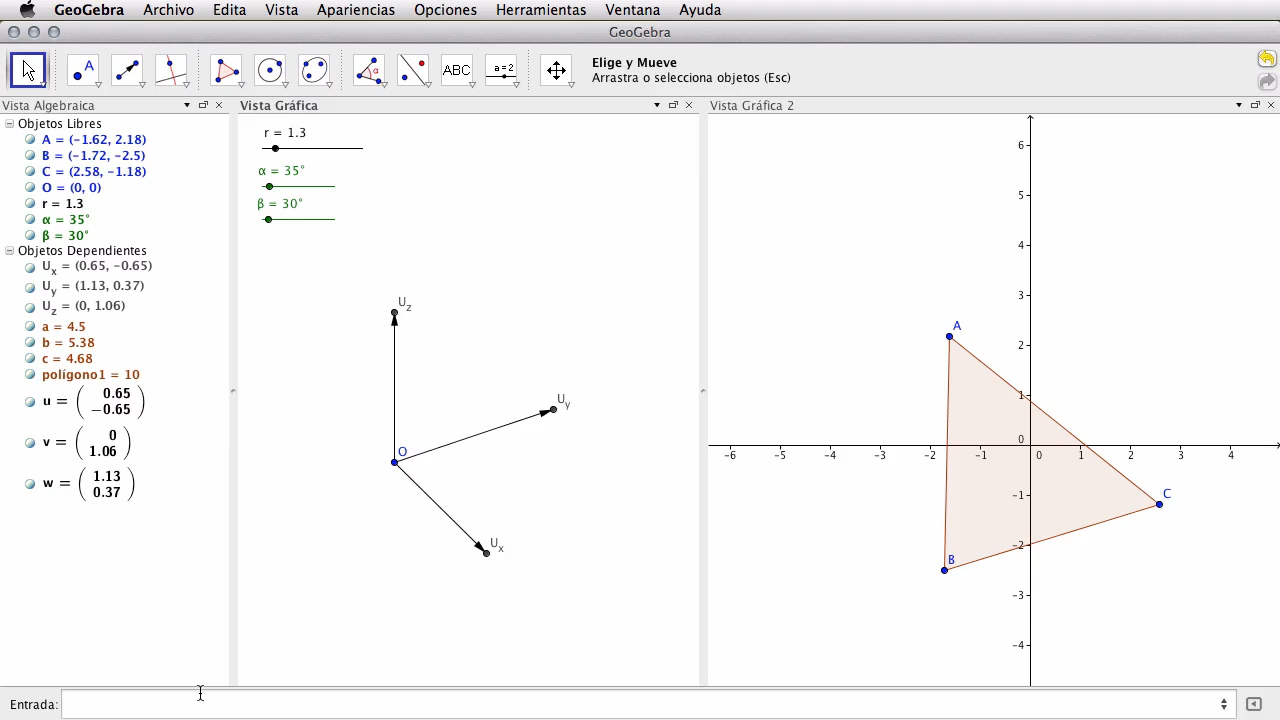 GeoGebra Archivo Edita Vista Apariencias Opciones Herramientas Ventana Ayuda
GeoGebra
A
α
ABC
a = 2
Elige y Mueve
Arrastra o selecciona objetos (Esc)
Vista Algebraica
Vista Gráfica
Vista Gráfica 2
Objetos Libres
A = (-1.62, 2.18)
B = (-1.72, -2.5)
C = (2.58, -1.18)
O = (0, 0)
r = 1.3
α = 35°
β = 30°
Objetos Dependientes
Ux = (0.65, -0.65)
Uy = (1.13, 0.37)
Uz = (0, 1.06)
a = 4.5
b = 5.38
c = 4.68
polígono1 = 10
u = ( 0.65
−0.65 )
v = ( 0
1.06 )
w = ( 1.13
0.37 )
r = 1.3
α = 35°
β = 30°
Uz
Uy
O
Ux
6
5
4
3
2
1
0
-1
-2
-3
-4
-6 -5 -4 -3 -2 -1 0 1 2 3 4
A
C
B
Entrada: